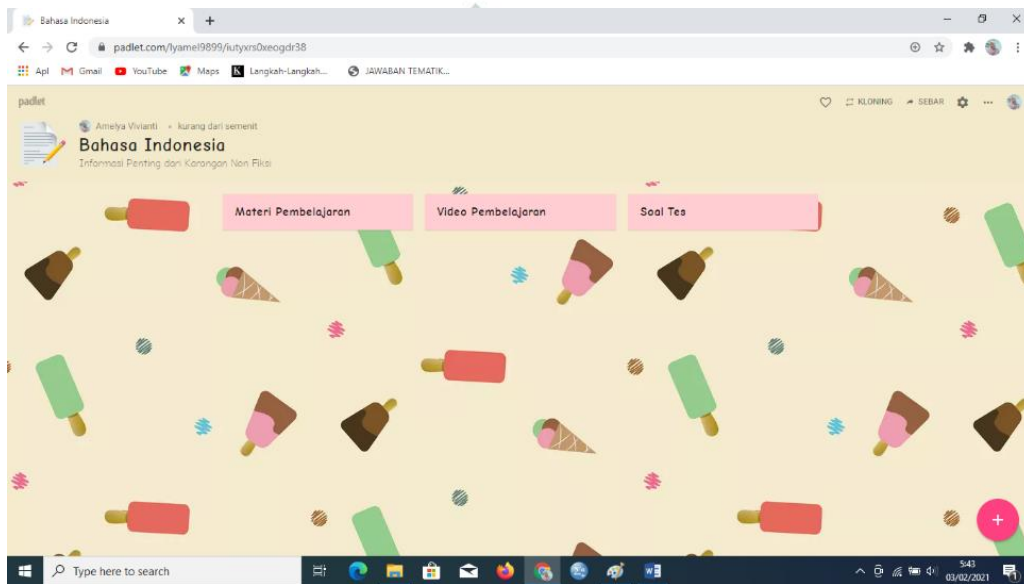 Bahasa Indonesia
padlet.com/lyamel9899/iutyxrs0xeogdr38
Apl Gmail YouTube Maps Langkah-Langkah... JAWABAN TEMATIK...
padlet
KLONING SEBAR
Amelya Vivianti • kurang dari semenit
Bahasa Indonesia
Informasi Penting dari Karangan Non Fiksi
Materi Pembelajaran Video Pembelajaran Soal Tes
Type here to search
5:43
03/02/2021